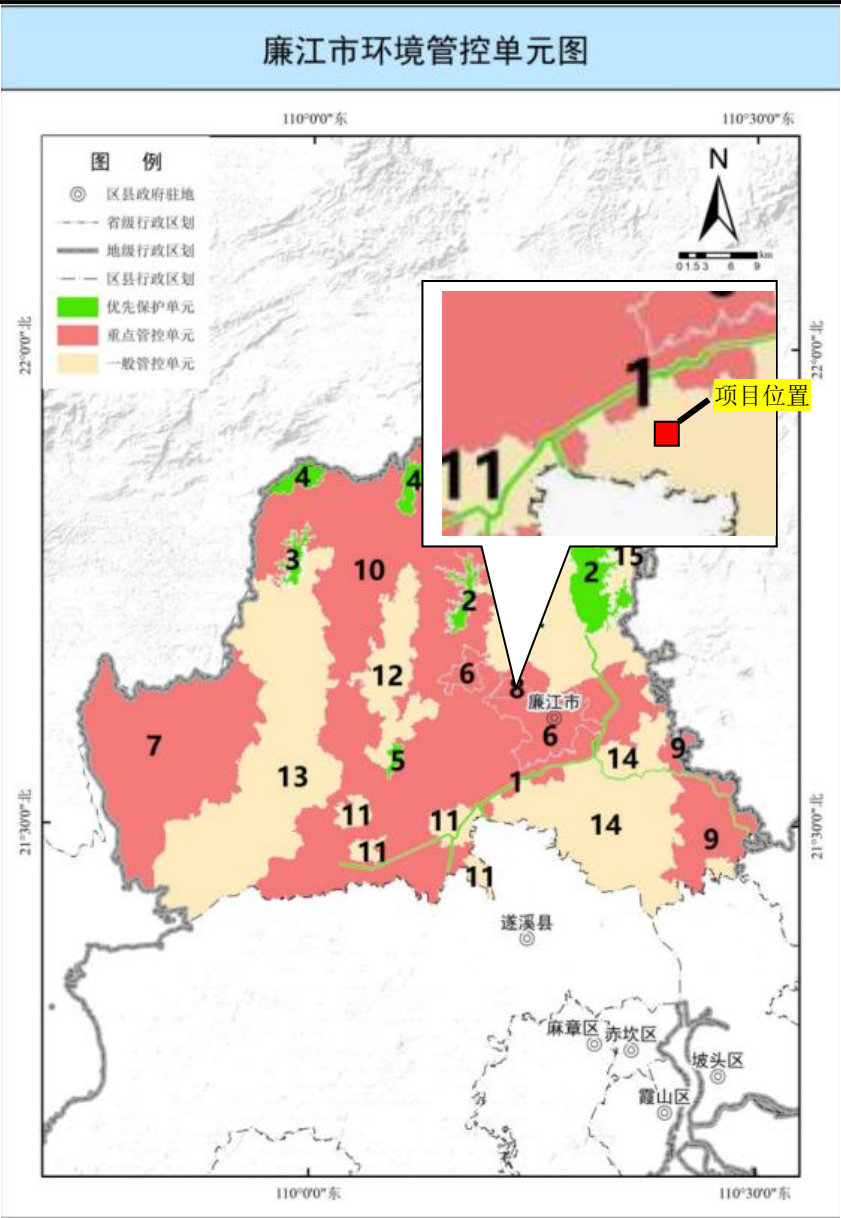 廉江市环境管控单元图
110°0'0"东
110°30'0"东
图 例
区县政府驻地
省级行政区划
地级行政区划
区县行政区划
优先保护单元
重点管控单元
一般管控单元
N
km
0 1.5 3 6 9
22°0'0"北
22°0'0"北
1
项目位置
11
4
4
3
10
2
2
15
12
6
8
廉江市
7
6
5
13
14
9
1
11
11
11
14
9
11
21°30'0"北
21°30'0"北
遂溪县
麻章区
赤坎区
坡头区
霞山区
110°0'0"东
110°30'0"东